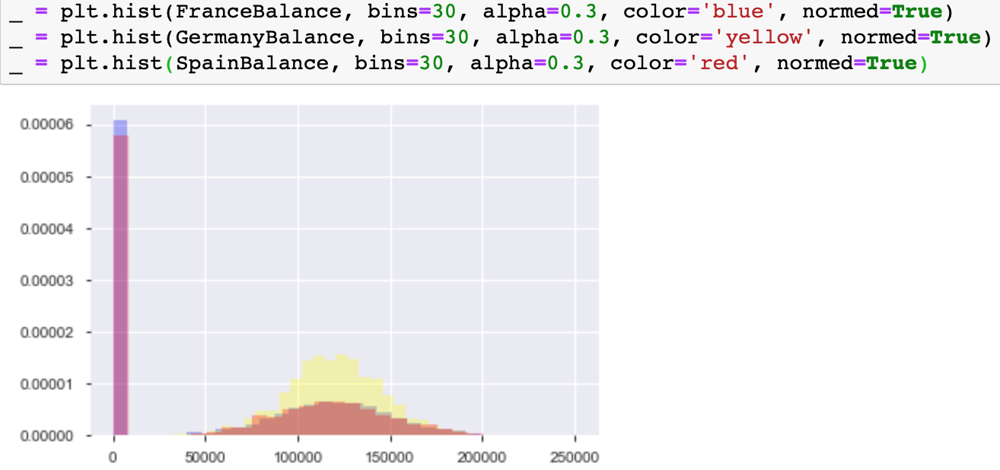 _ = plt.hist(FranceBalance, bins=30, alpha=0.3, color='blue', normed=True)
_ = plt.hist(GermanyBalance, bins=30, alpha=0.3, color='yellow', normed=True)
_ = plt.hist(SpainBalance, bins=30, alpha=0.3, color='red', normed=True)
0.00006
0.00005
0.00004
0.00003
0.00002
0.00001
0.00000
0 50000 100000 150000 200000 250000